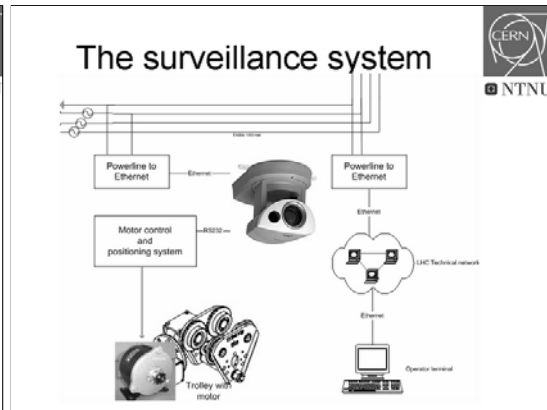 The surveillance system
CERN
NTNU
Powerline to
Ethernet
Ethernet
Powerline to
Ethernet
Ethernet
Motor control
and
positioning system
RS232
LHC Technical network
Ethernet
Operator terminal
Trolley with
motor